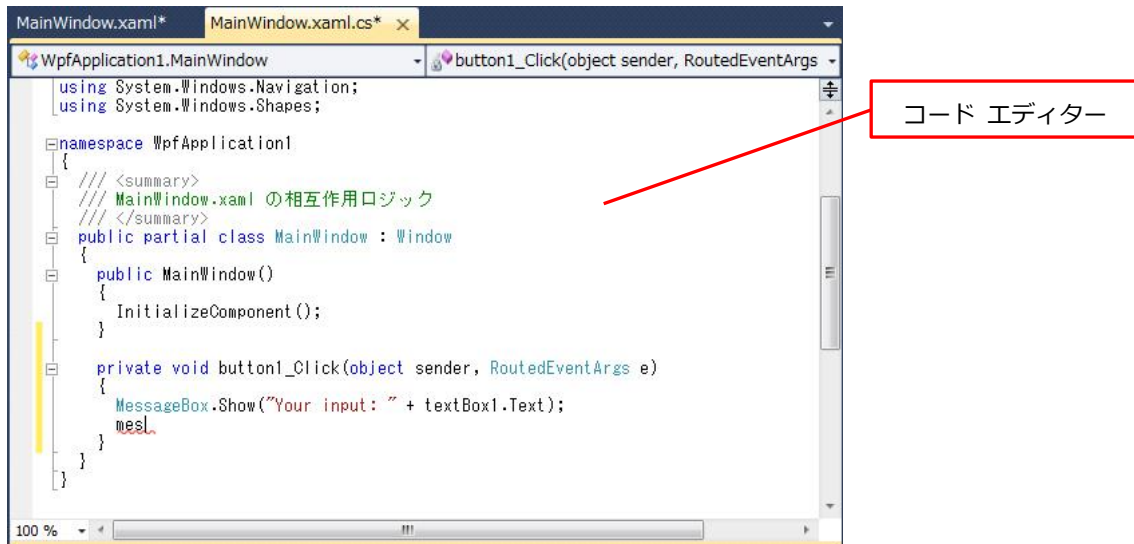 MainWindow.xaml* MainWindow.xaml.cs* ×
WpfApplication1.MainWindow button1_Click(object sender, RoutedEventArgs
using System.Windows.Navigation;
using System.Windows.Shapes;
コード エディター
namespace WpfApplication1
{
/// <summary>
/// MainWindow.xaml の相互作用ロジック
/// </summary>
public partial class MainWindow : Window
{
public MainWindow()
{
InitializeComponent();
}
private void button1_Click(object sender, RoutedEventArgs e)
{
MessageBox.Show("Your input: " + textBox1.Text);
mes
}
}
}
100 %